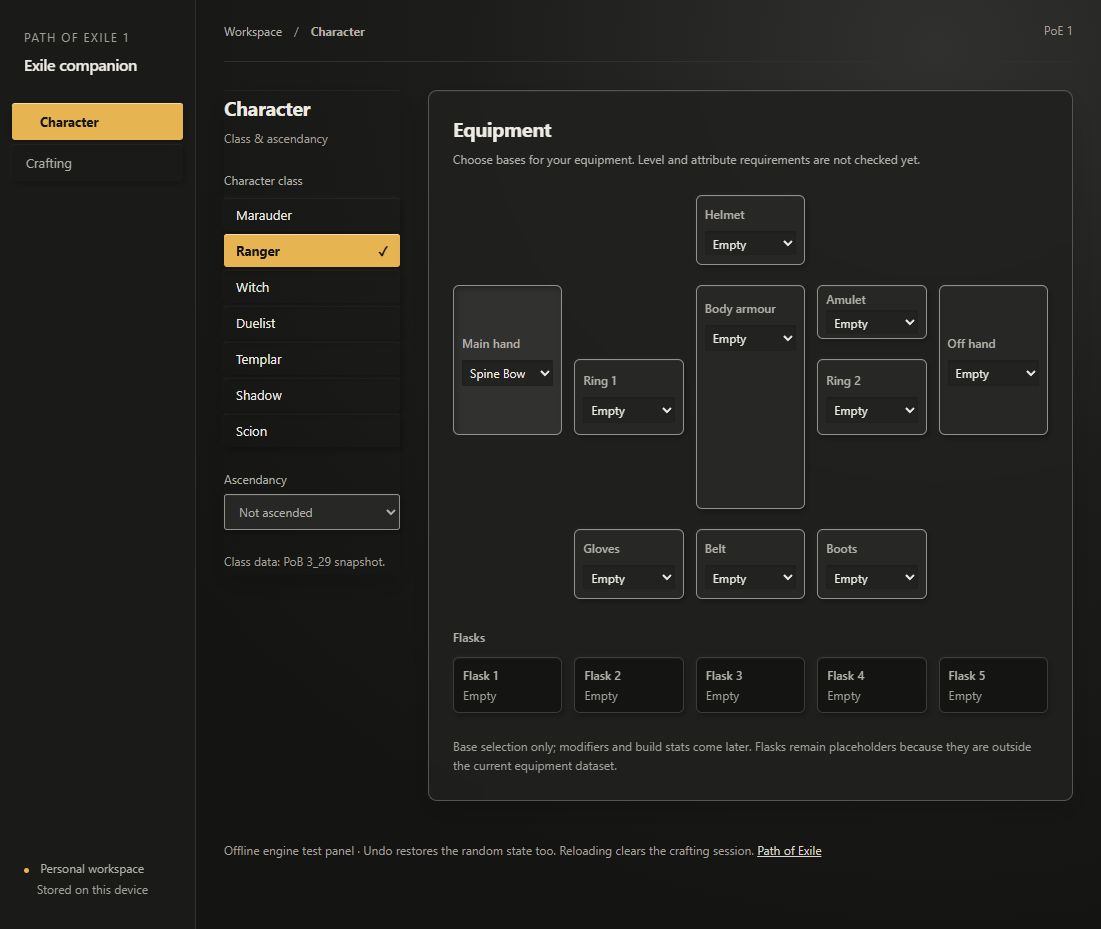 PATH OF EXILE 1
Exile companion
Character
Crafting
Personal workspace
Stored on this device
Workspace / Character
PoE 1
Character
Class & ascendancy
Character class
Marauder
Ranger ✓
Witch
Duelist
Templar
Shadow
Scion
Ascendancy
Not ascended
Class data: PoB 3_29 snapshot.
Equipment
Choose bases for your equipment. Level and attribute requirements are not checked yet.
Helmet
Empty
Main hand
Spine Bow
Ring 1
Empty
Body armour
Empty
Amulet
Empty
Ring 2
Empty
Off hand
Empty
Gloves
Empty
Belt
Empty
Boots
Empty
Flasks
Flask 1
Empty
Flask 2
Empty
Flask 3
Empty
Flask 4
Empty
Flask 5
Empty
Base selection only; modifiers and build stats come later. Flasks remain placeholders because they are outside
the current equipment dataset.
Offline engine test panel · Undo restores the random state too. Reloading clears the crafting session. Path of Exile